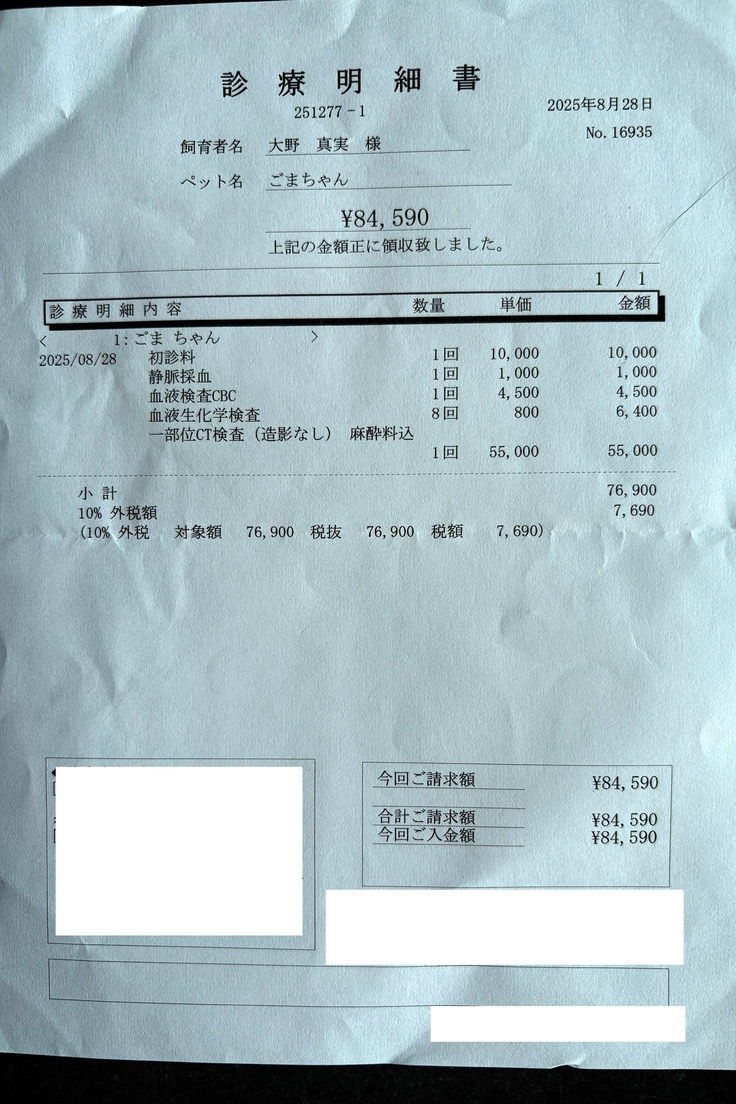 診療明細書
251277-1
2025年8月28日
No.16935
飼育者名 大野 真実 様
ペット名 ごまちゃん
¥84,590
上記の金額正に領収致しました。
1 / 1
診療明細内容 数量 単価 金額
< 1:ごま ちゃん >
2025/08/28 初診料 1回 10,000 10,000
静脈採血 1回 1,000 1,000
血液検査CBC 1回 4,500 4,500
血液生化学検査 8回 800 6,400
一部位CT検査（造影なし） 麻酔料込
1回 55,000 55,000
小 計 76,900
10% 外税額 7,690
(10% 外税 対象額 76,900 税抜 76,900 税額 7,690)
今回ご請求額 ¥84,590
合計ご請求額 ¥84,590
今回ご入金額 ¥84,590